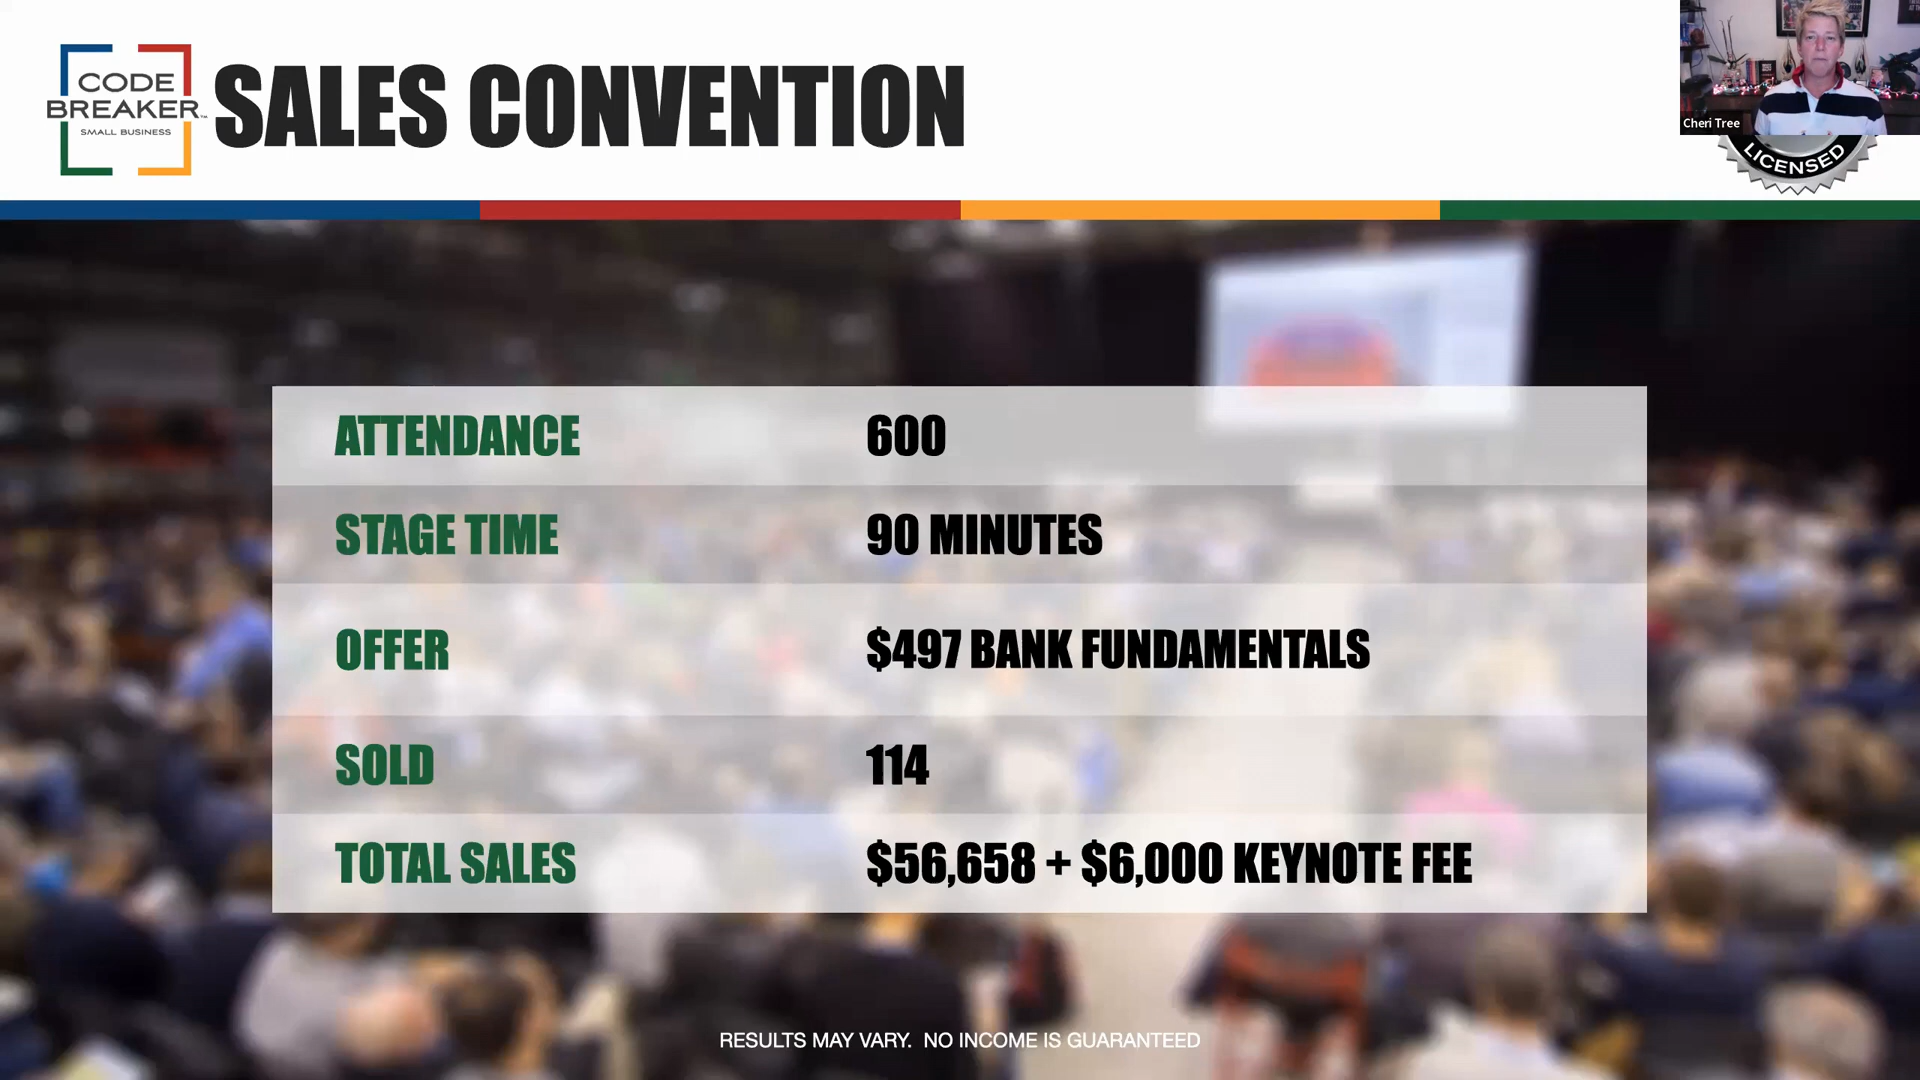 CODE
BREAKER™
SMALL BUSINESS
SALES CONVENTION
Cheri Tree
LICENSED
ATTENDANCE 600
STAGE TIME 90 MINUTES
OFFER $497 BANK FUNDAMENTALS
SOLD 114
TOTAL SALES $56,658 + $6,000 KEYNOTE FEE
RESULTS MAY VARY. NO INCOME IS GUARANTEED